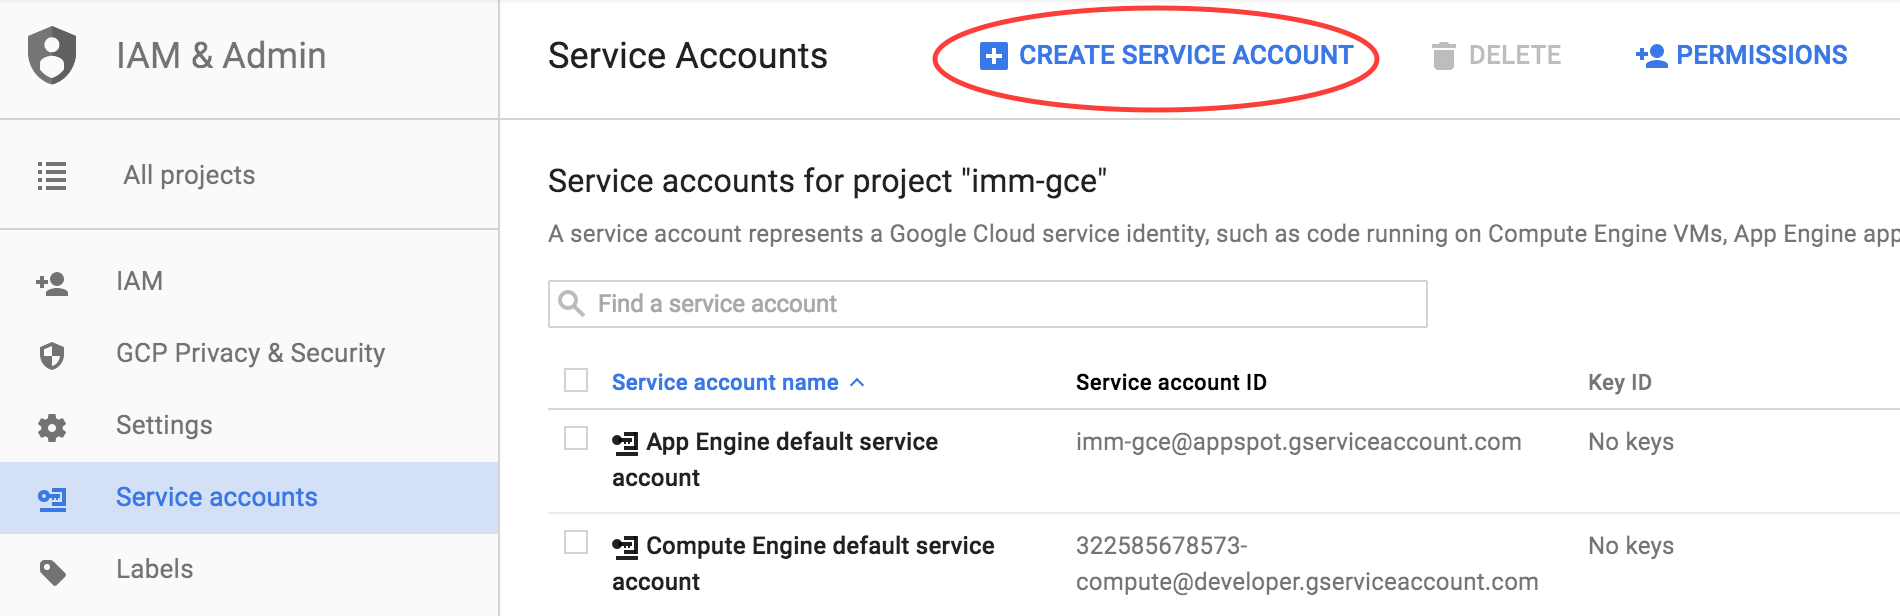 IAM & Admin
Service Accounts
CREATE SERVICE ACCOUNT
DELETE
PERMISSIONS
All projects
IAM
GCP Privacy & Security
Settings
Service accounts
Labels
Service accounts for project "imm-gce"
A service account represents a Google Cloud service identity, such as code running on Compute Engine VMs, App Engine app
Find a service account
Service account name
Service account ID
Key ID
App Engine default service
account
imm-gce@appspot.gserviceaccount.com
No keys
Compute Engine default service
account
322585678573-
compute@developer.gserviceaccount.com
No keys